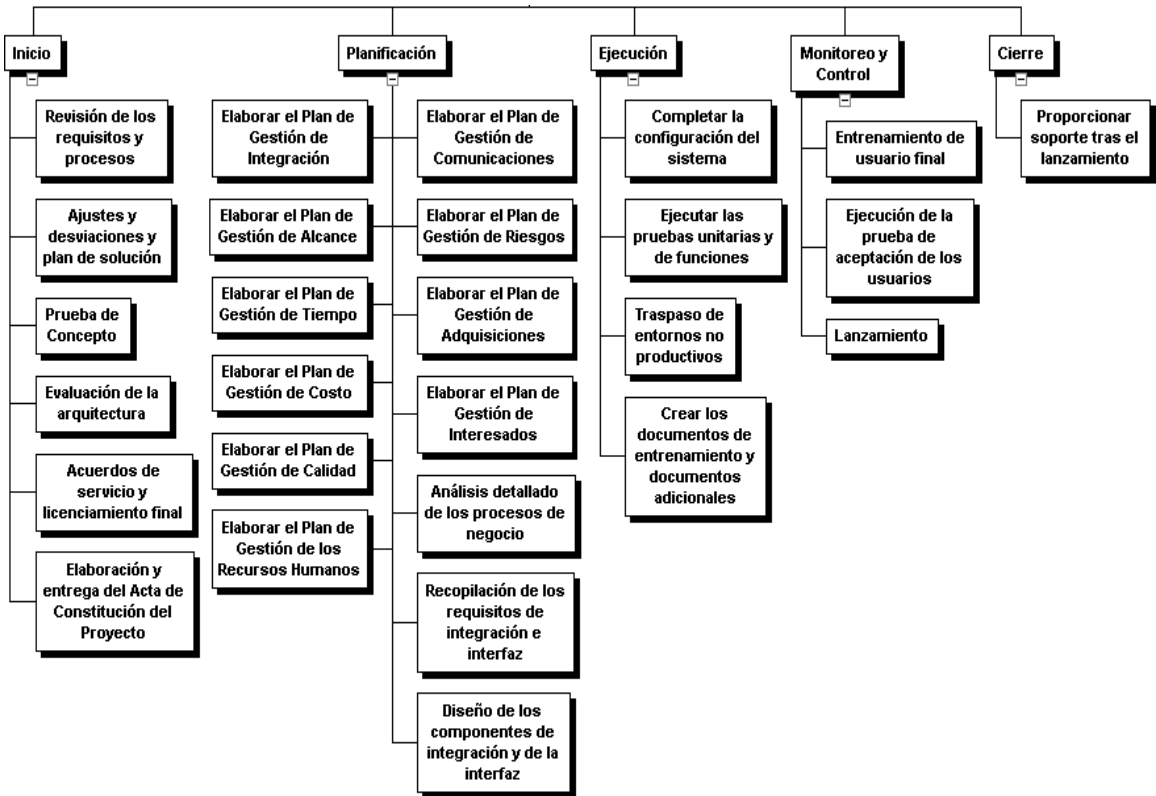 Inicio
Revisión de los
requisitos y
procesos
Ajustes y
desviaciones y
plan de solución
Prueba de
Concepto
Evaluación de la
arquitectura
Acuerdos de
servicio y
licenciamiento final
Elaboración y
entrega del Acta de
Constitución del
Proyecto
Planificación
Elaborar el Plan de
Gestión de
Integración
Elaborar el Plan de
Gestión de Alcance
Elaborar el Plan de
Gestión de Tiempo
Elaborar el Plan de
Gestión de Costo
Elaborar el Plan de
Gestión de Calidad
Elaborar el Plan de
Gestión de los
Recursos Humanos
Elaborar el Plan de
Gestión de
Comunicaciones
Elaborar el Plan de
Gestión de Riesgos
Elaborar el Plan de
Gestión de
Adquisiciones
Elaborar el Plan de
Gestión de
Interesados
Análisis detallado
de los procesos de
negocio
Recopilación de los
requisitos de
integración e
interfaz
Diseño de los
componentes de
integración y de la
interfaz
Ejecución
Completar la
configuración del
sistema
Ejecutar las
pruebas unitarias y
de funciones
Traspaso de
entornos no
productivos
Crear los
documentos de
entrenamiento y
documentos
adicionales
Monitoreo y
Control
Entrenamiento de
usuario final
Ejecución de la
prueba de
aceptación de los
usuarios
Lanzamiento
Cierre
Proporcionar
soporte tras el
lanzamiento